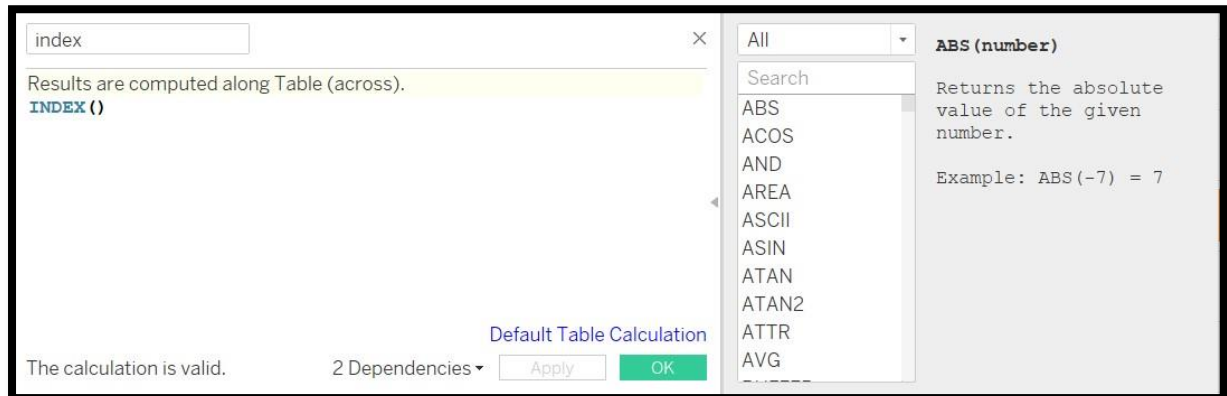 index
Results are computed along Table (across).
INDEX()
Default Table Calculation
The calculation is valid.
2 Dependencies
Apply
OK
All
Search
ABS
ACOS
AND
AREA
ASCII
ASIN
ATAN
ATAN2
ATTR
AVG
ABS(number)
Returns the absolute
value of the given
number.
Example: ABS(-7) = 7